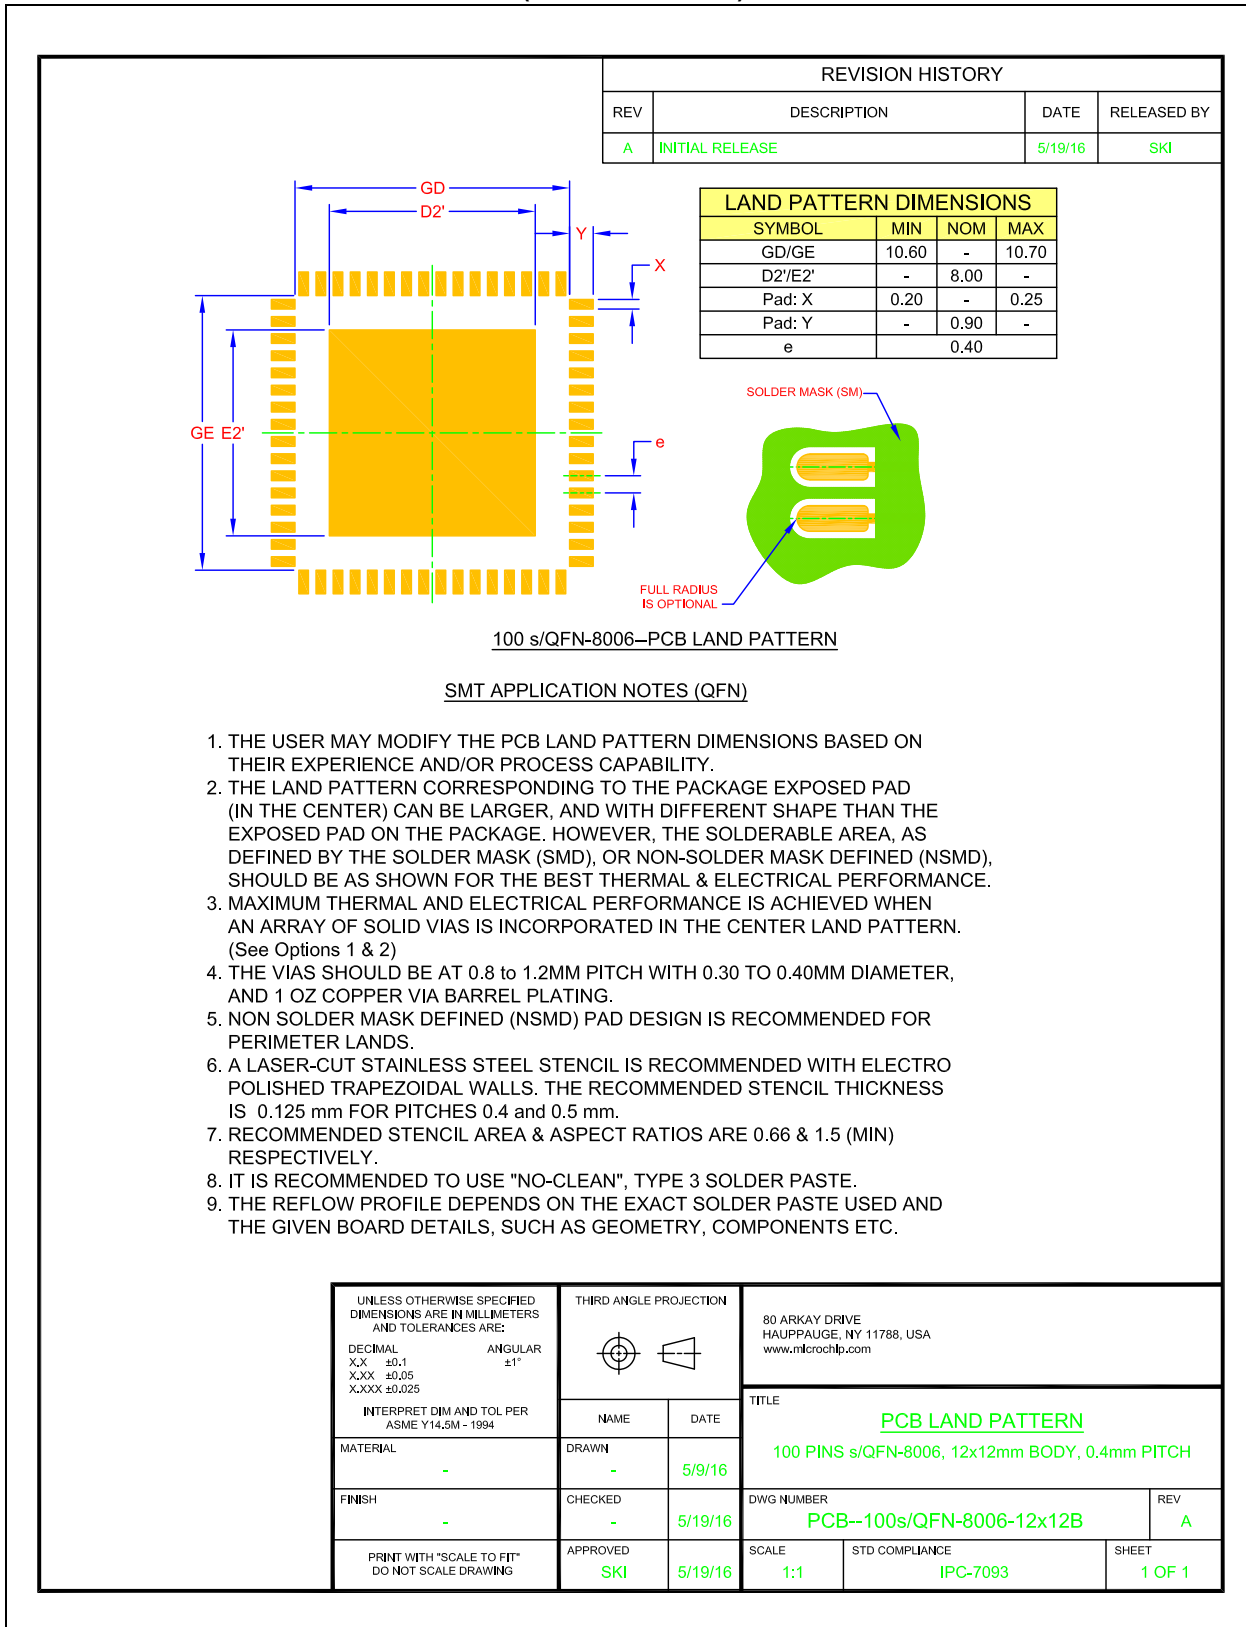 REVISION HISTORY
REV DESCRIPTION DATE RELEASED BY
A INITIAL RELEASE 5/19/16 SKI
GD
D2'
Y
X
GE E2'
e
LAND PATTERN DIMENSIONS
SYMBOL MIN NOM MAX
GD/GE 10.60 - 10.70
D2'/E2' - 8.00 -
Pad: X 0.20 - 0.25
Pad: Y - 0.90 -
e 0.40
SOLDER MASK (SM)
FULL RADIUS
IS OPTIONAL
100 s/QFN-8006–PCB LAND PATTERN
SMT APPLICATION NOTES (QFN)
1. THE USER MAY MODIFY THE PCB LAND PATTERN DIMENSIONS BASED ON
THEIR EXPERIENCE AND/OR PROCESS CAPABILITY.
2. THE LAND PATTERN CORRESPONDING TO THE PACKAGE EXPOSED PAD
(IN THE CENTER) CAN BE LARGER, AND WITH DIFFERENT SHAPE THAN THE
EXPOSED PAD ON THE PACKAGE. HOWEVER, THE SOLDERABLE AREA, AS
DEFINED BY THE SOLDER MASK (SMD), OR NON-SOLDER MASK DEFINED (NSMD),
SHOULD BE AS SHOWN FOR THE BEST THERMAL & ELECTRICAL PERFORMANCE.
3. MAXIMUM THERMAL AND ELECTRICAL PERFORMANCE IS ACHIEVED WHEN
AN ARRAY OF SOLID VIAS IS INCORPORATED IN THE CENTER LAND PATTERN.
(See Options 1 & 2)
4. THE VIAS SHOULD BE AT 0.8 to 1.2MM PITCH WITH 0.30 TO 0.40MM DIAMETER,
AND 1 OZ COPPER VIA BARREL PLATING.
5. NON SOLDER MASK DEFINED (NSMD) PAD DESIGN IS RECOMMENDED FOR
PERIMETER LANDS.
6. A LASER-CUT STAINLESS STEEL STENCIL IS RECOMMENDED WITH ELECTRO
POLISHED TRAPEZOIDAL WALLS. THE RECOMMENDED STENCIL THICKNESS
IS 0.125 mm FOR PITCHES 0.4 and 0.5 mm.
7. RECOMMENDED STENCIL AREA & ASPECT RATIOS ARE 0.66 & 1.5 (MIN)
RESPECTIVELY.
8. IT IS RECOMMENDED TO USE "NO-CLEAN", TYPE 3 SOLDER PASTE.
9. THE REFLOW PROFILE DEPENDS ON THE EXACT SOLDER PASTE USED AND
THE GIVEN BOARD DETAILS, SUCH AS GEOMETRY, COMPONENTS ETC.
UNLESS OTHERWISE SPECIFIED
DIMENSIONS ARE IN MILLIMETERS
AND TOLERANCES ARE:
DECIMAL ANGULAR
X.X ±0.1 ±1°
X.XX ±0.05
X.XXX ±0.025
INTERPRET DIM AND TOL PER
ASME Y14.5M - 1994
MATERIAL
-
FINISH
-
PRINT WITH "SCALE TO FIT"
DO NOT SCALE DRAWING
THIRD ANGLE PROJECTION
NAME DATE
DRAWN
- 5/9/16
CHECKED
- 5/19/16
APPROVED
SKI 5/19/16
80 ARKAY DRIVE
HAUPPAUGE, NY 11788, USA
www.microchip.com
TITLE
PCB LAND PATTERN
100 PINS s/QFN-8006, 12x12mm BODY, 0.4mm PITCH
DWG NUMBER REV
PCB--100s/QFN-8006-12x12B A
SCALE STD COMPLIANCE SHEET
1:1 IPC-7093 1 OF 1